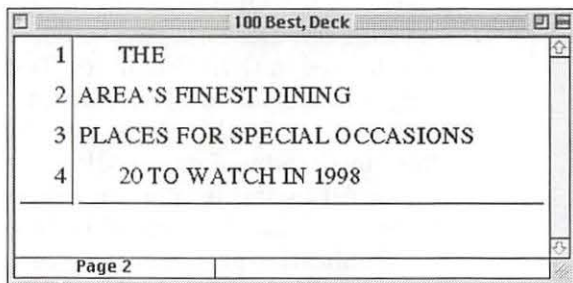 100 Best, Deck
1 THE
2 AREA'S FINEST DINING
3 PLACES FOR SPECIAL OCCASIONS
4 20 TO WATCH IN 1998
Page 2